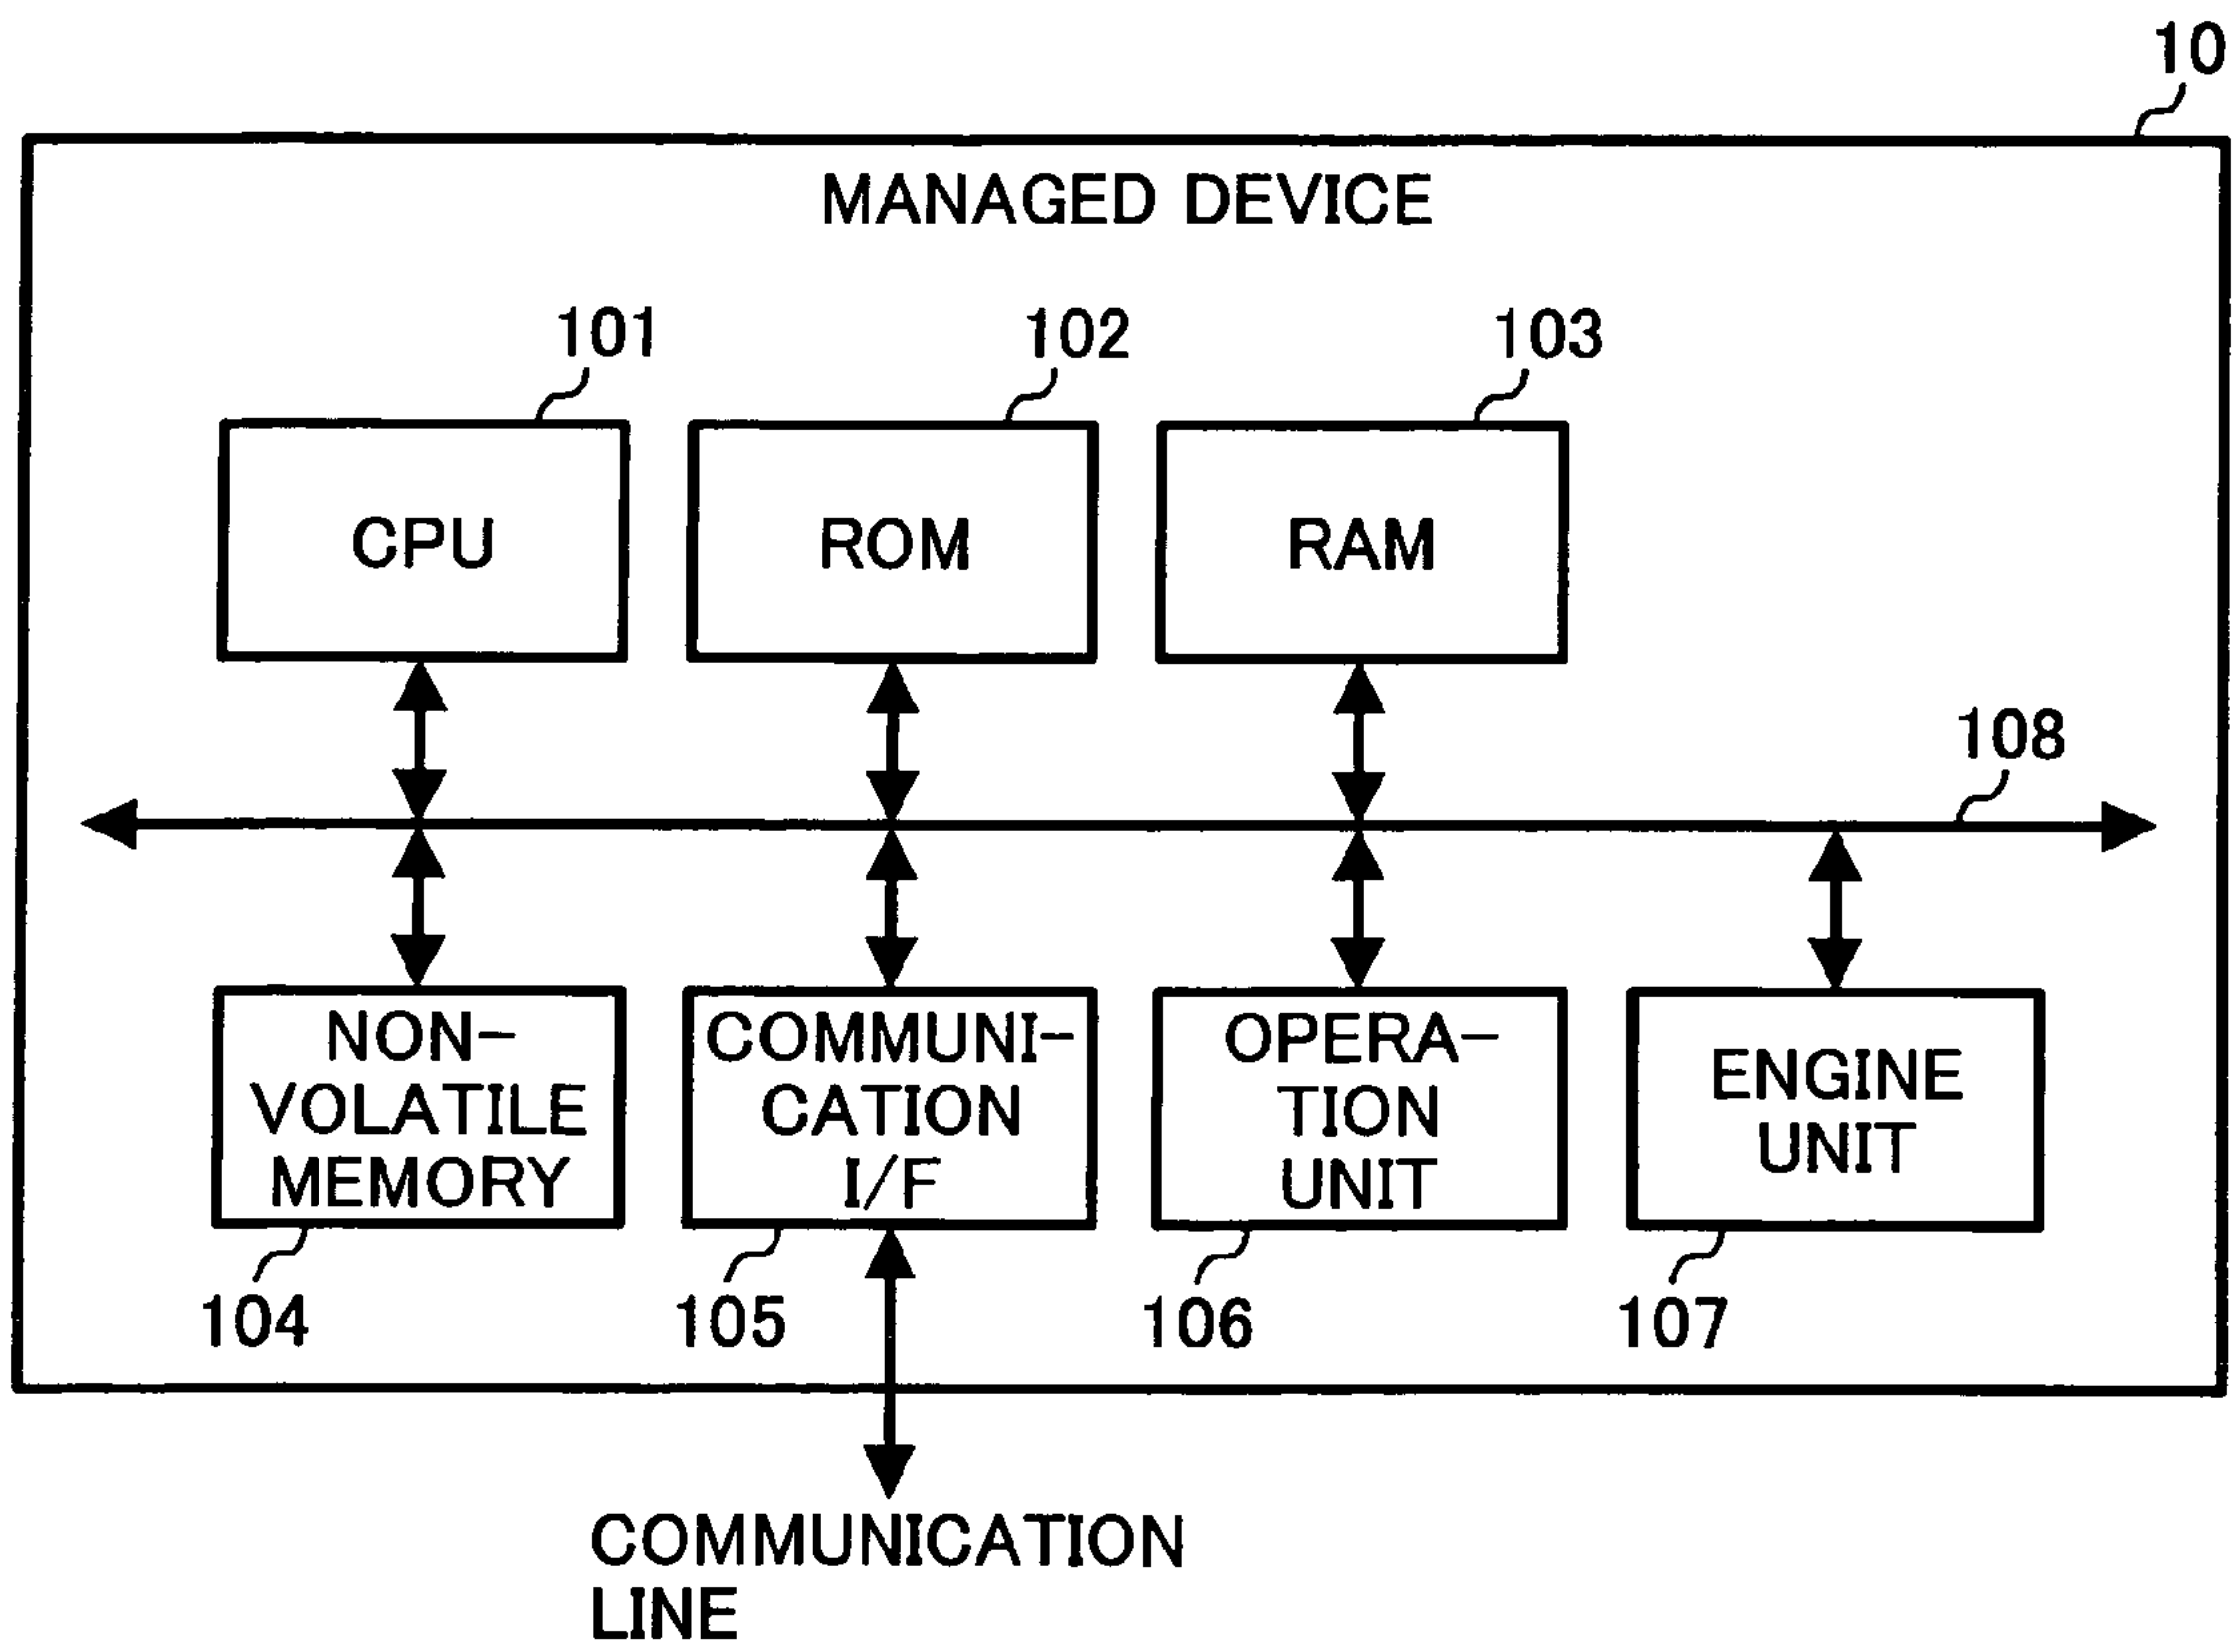 10
MANAGED DEVICE
101
102
103
CPU
ROM
RAM
108
NON-
VOLATILE
MEMORY
COMMUNI-
CATION
I/F
OPERA-
TION
UNIT
ENGINE
UNIT
104
105
106
107
COMMUNICATION
LINE